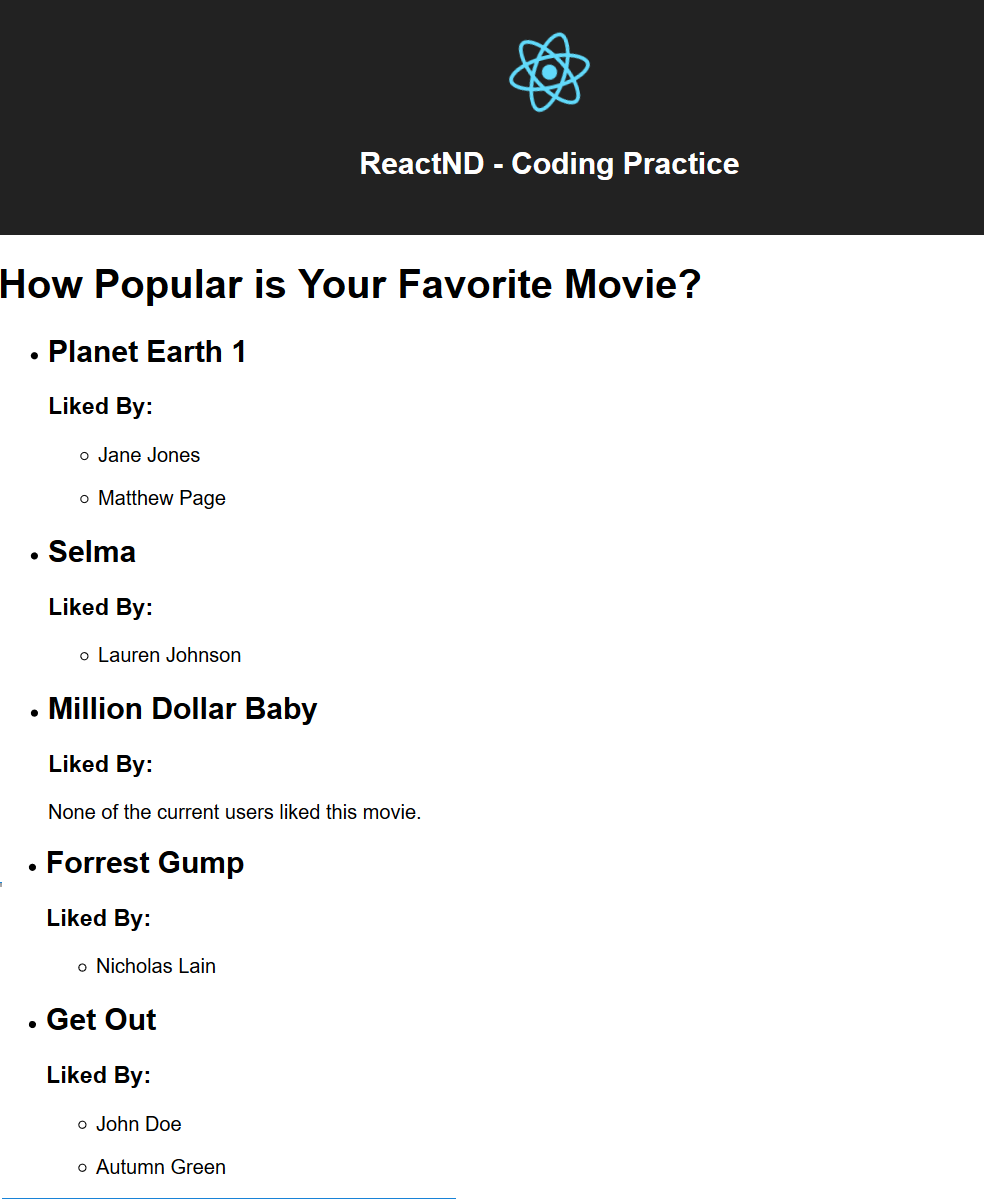 ReactND - Coding Practice
How Popular is Your Favorite Movie?
Planet Earth 1
Liked By:
Jane Jones
Matthew Page
Selma
Liked By:
Lauren Johnson
Million Dollar Baby
Liked By:
None of the current users liked this movie.
Forrest Gump
Liked By:
Nicholas Lain
Get Out
Liked By:
John Doe
Autumn Green